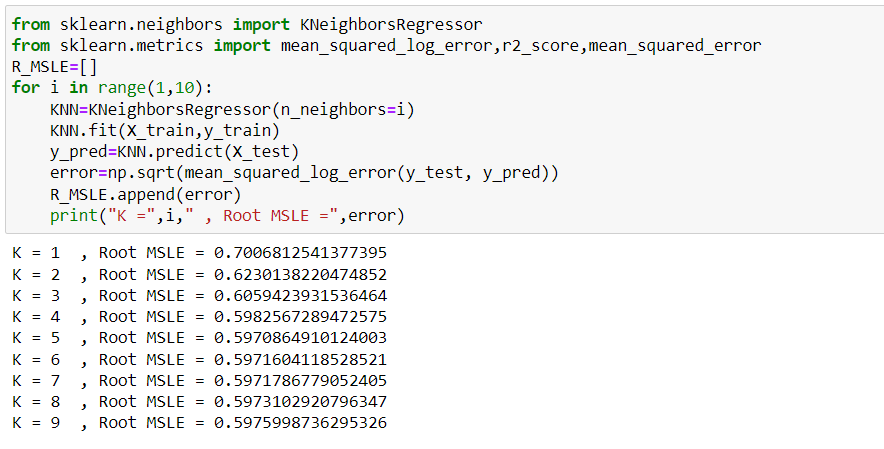 from sklearn.neighbors import KNeighborsRegressor
from sklearn.metrics import mean_squared_log_error,r2_score,mean_squared_error
R_MSLE=[]
for i in range(1,10):
    KNN=KNeighborsRegressor(n_neighbors=i)
    KNN.fit(X_train,y_train)
    y_pred=KNN.predict(X_test)
    error=np.sqrt(mean_squared_log_error(y_test, y_pred))
    R_MSLE.append(error)
    print("K =",i," , Root MSLE =",error)
K = 1  , Root MSLE = 0.7006812541377395
K = 2  , Root MSLE = 0.6230138220474852
K = 3  , Root MSLE = 0.6059423931536464
K = 4  , Root MSLE = 0.5982567289472575
K = 5  , Root MSLE = 0.5970864910124003
K = 6  , Root MSLE = 0.5971604118528521
K = 7  , Root MSLE = 0.5971786779052405
K = 8  , Root MSLE = 0.5973102920796347
K = 9  , Root MSLE = 0.5975998736295326